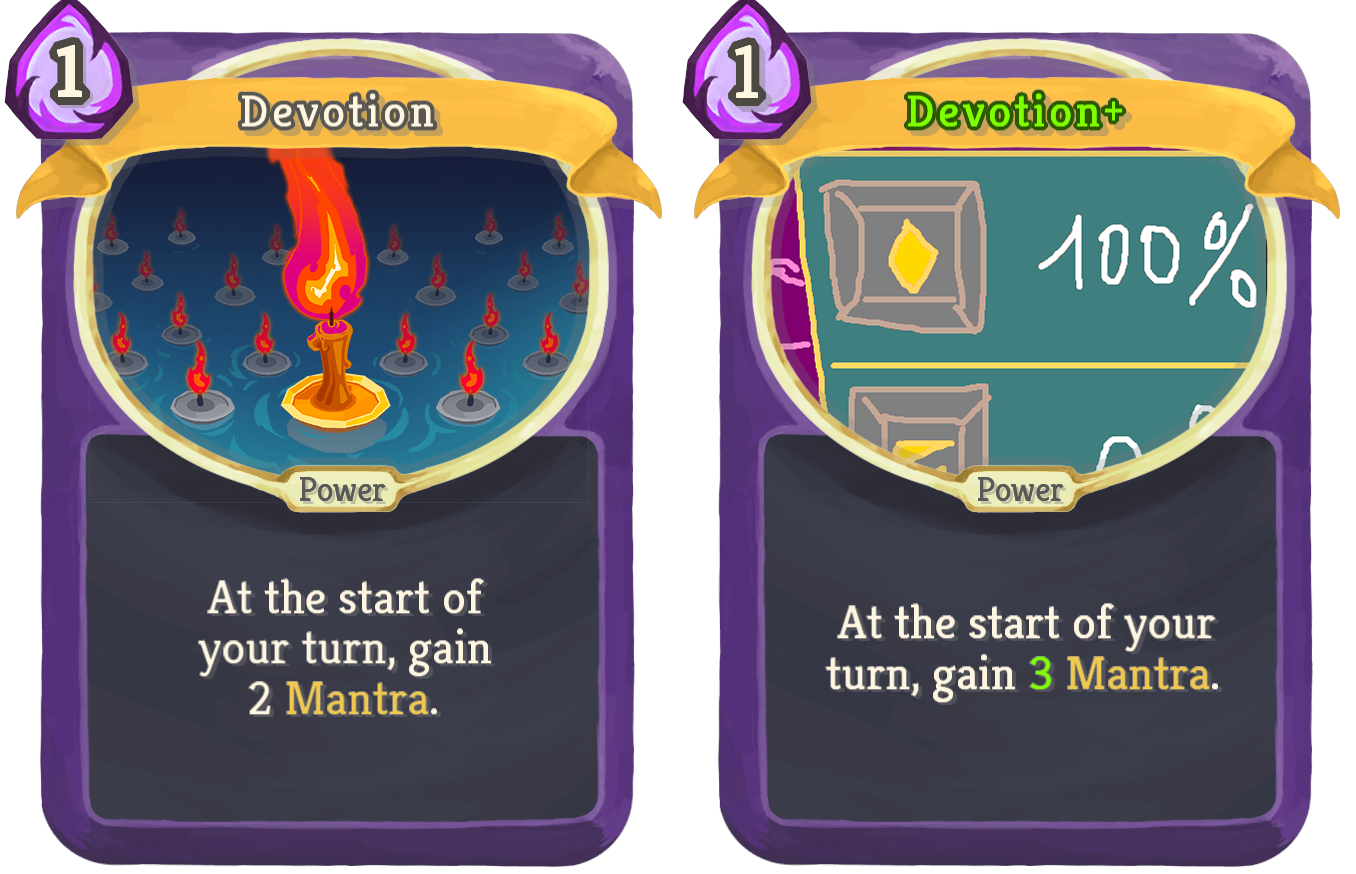 1
Devotion
Power
At the start of
your turn, gain
2 Mantra.
1
Devotion+
100%
Power
At the start of your
turn, gain 3 Mantra.